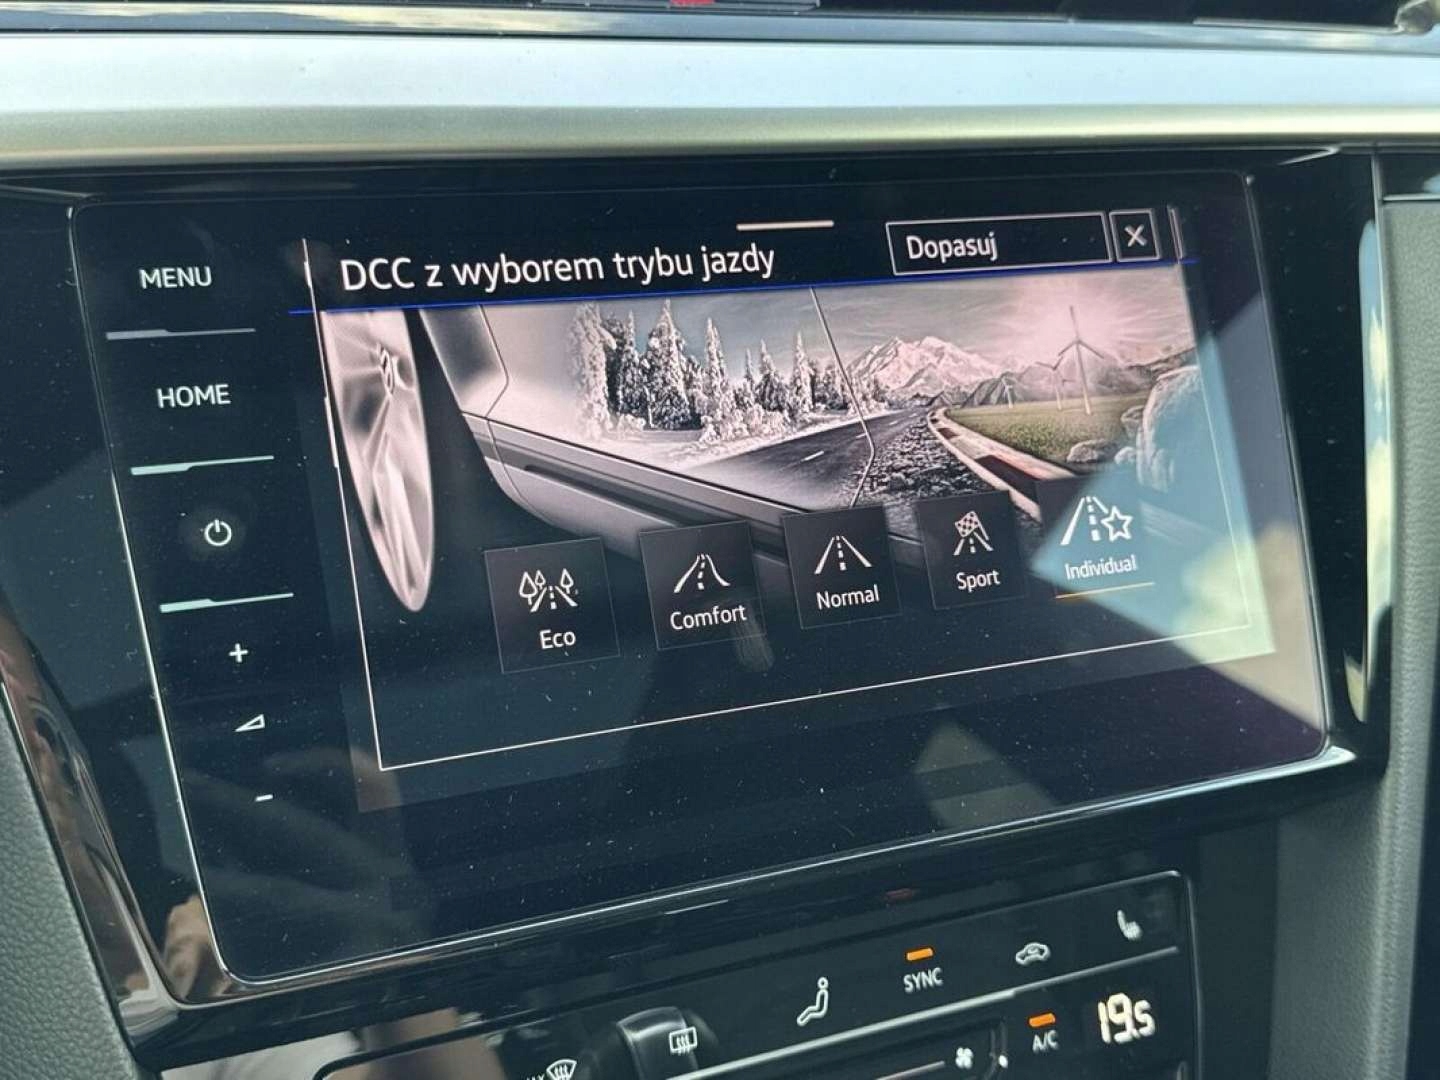 MENU
DCC z wyborem trybu jazdy
Dopasuj
HOME
Eco
Comfort
Normal
Sport
Individual
+
-
SYNC
A/C
19.5